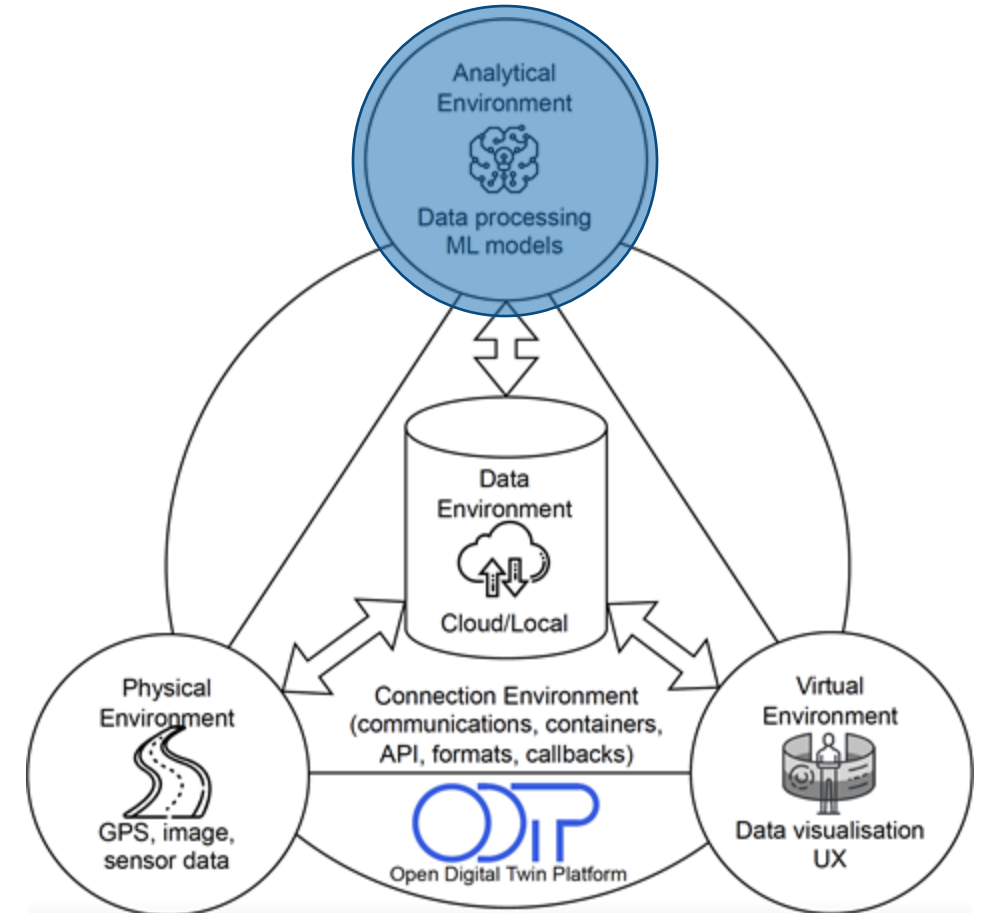 Analytical
Environment
Data processing
ML models
Data
Environment
Cloud/Local
Physical
Environment
GPS, image,
sensor data
Connection Environment
(communications, containers,
API, formats, callbacks)
Virtual
Environment
Data visualisation
UX
ODTP
Open Digital Twin Platform